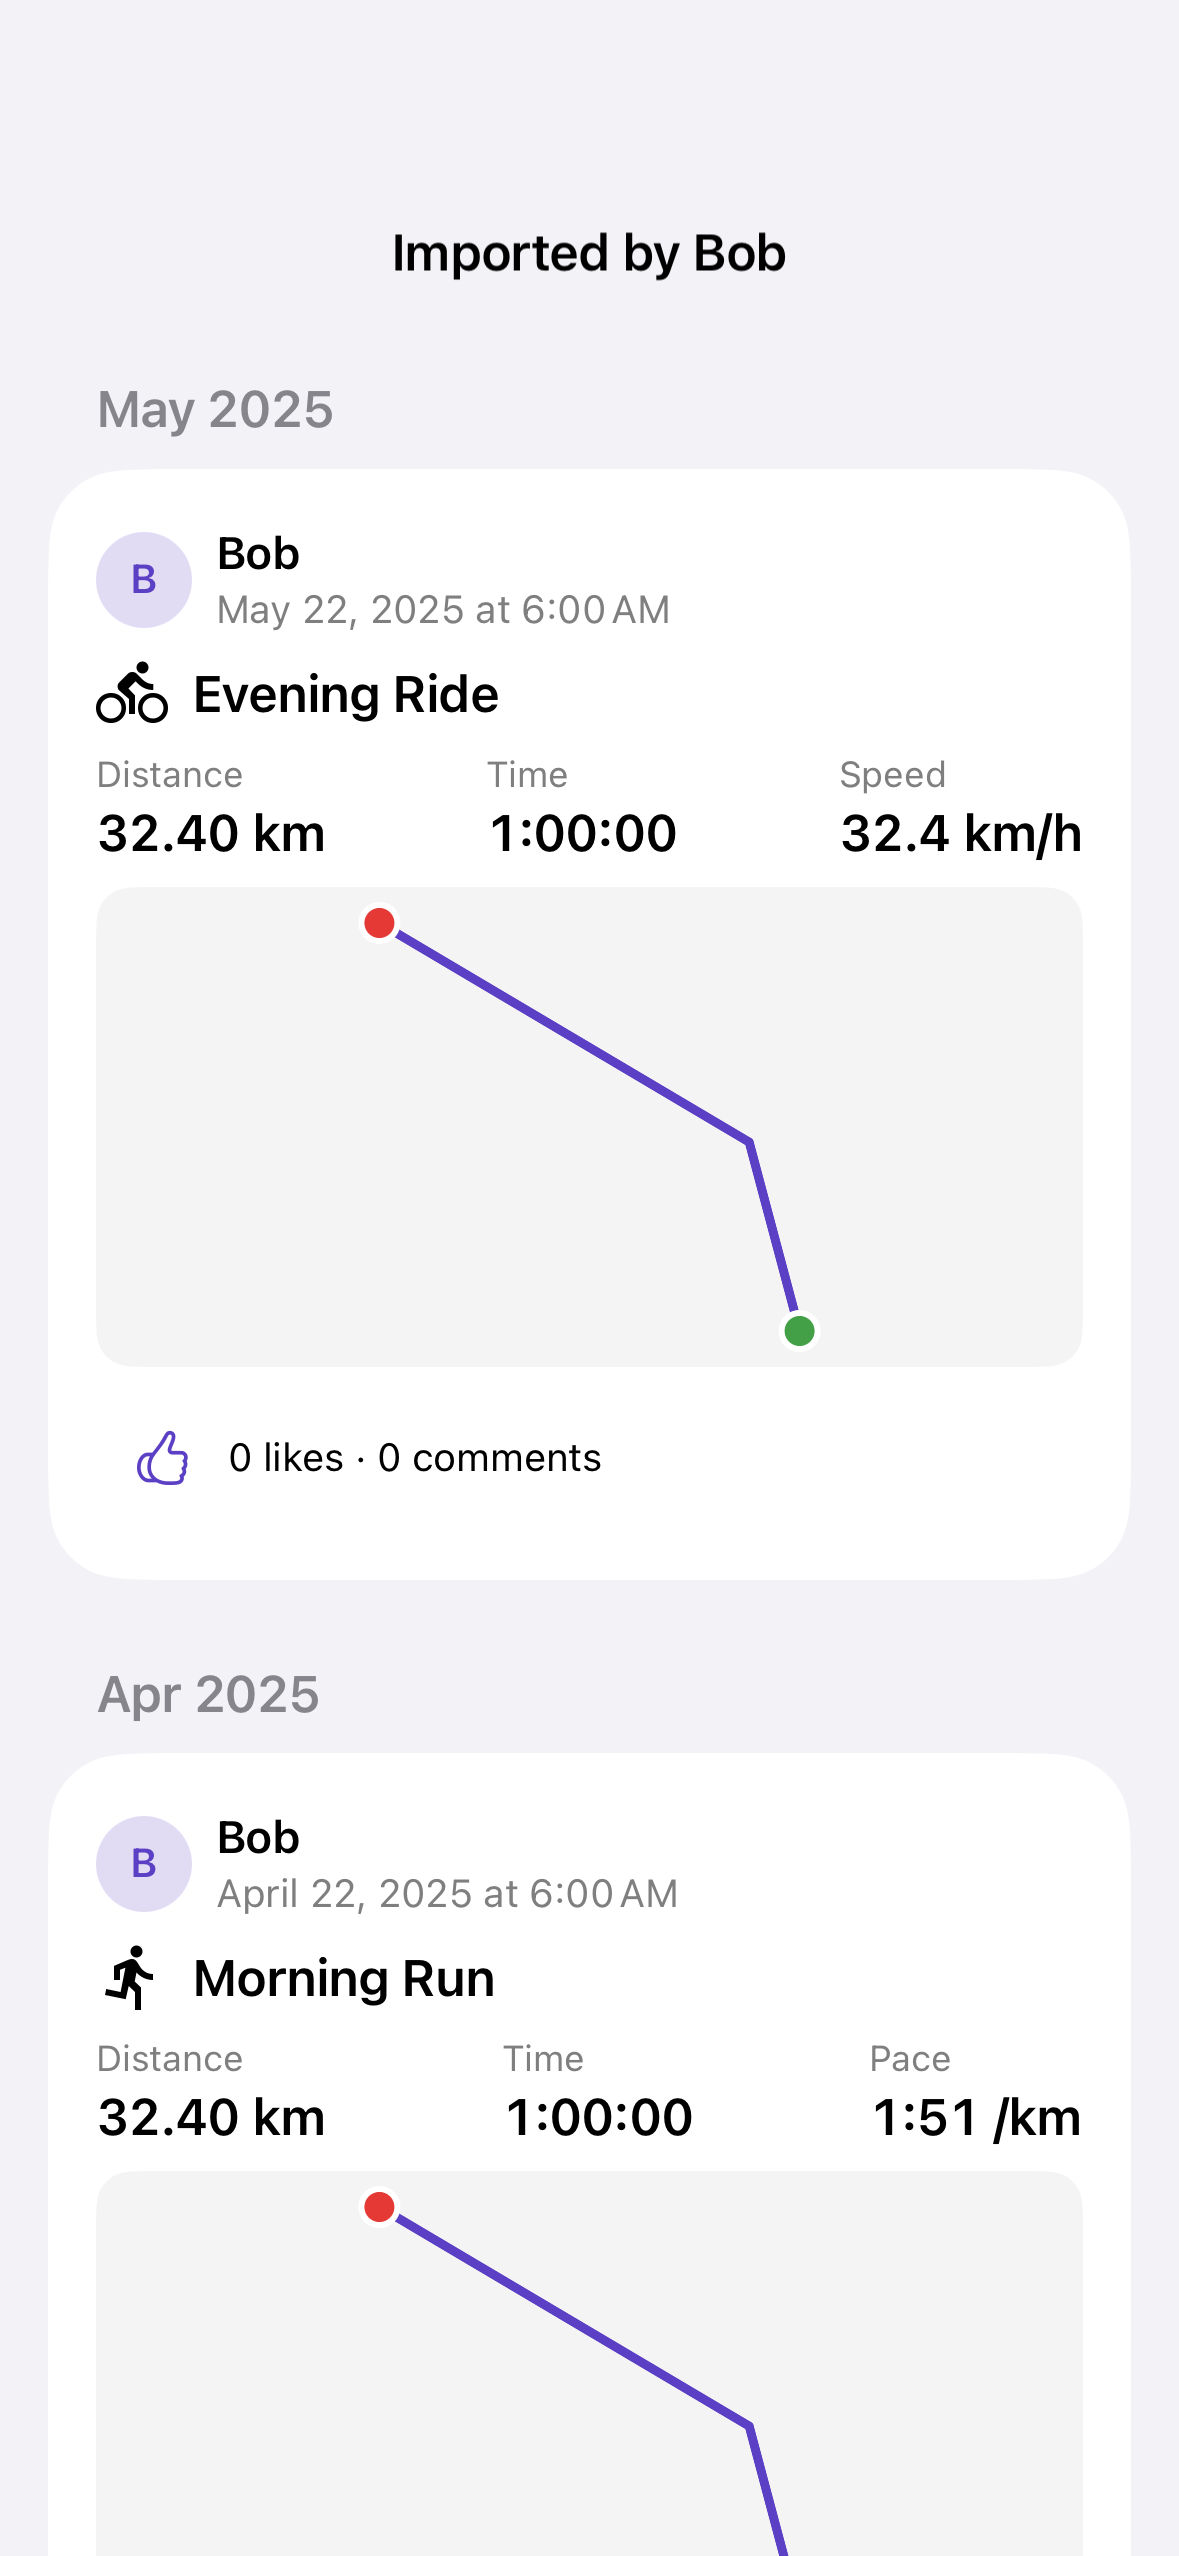 Imported by Bob
May 2025
B
Bob
May 22, 2025 at 6:00 AM
Evening Ride
Distance Time Speed
32.40 km 1:00:00 32.4 km/h
0 likes · 0 comments
Apr 2025
B
Bob
April 22, 2025 at 6:00 AM
Morning Run
Distance Time Pace
32.40 km 1:00:00 1:51 /km